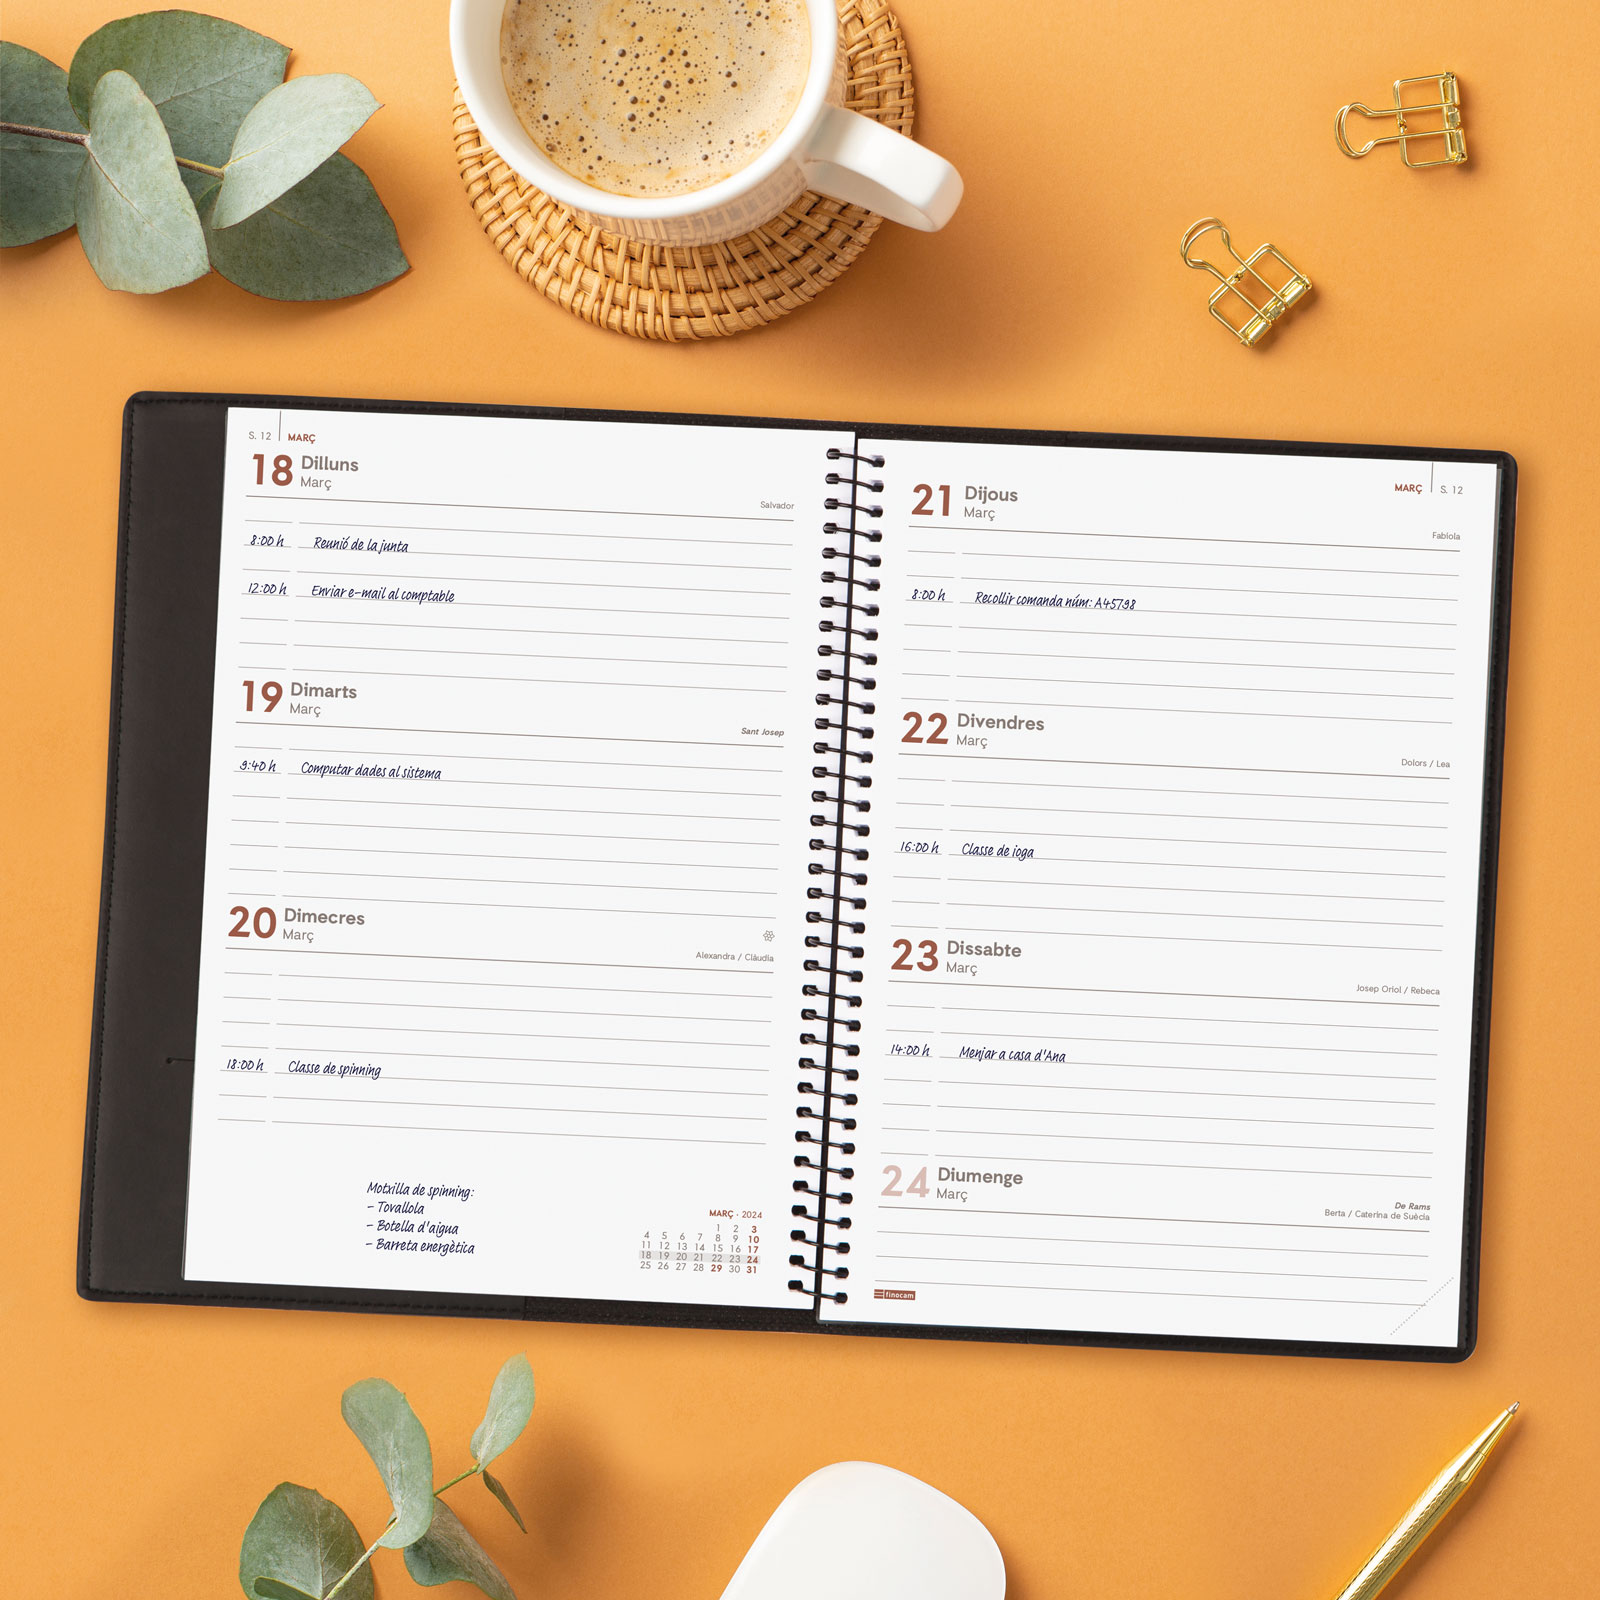 S. 12 MARÇ
18 Dilluns
Març
Salvador
8:00 h Reunió de la junta
12:00 h Enviar e-mail al comptable
19 Dimarts
Març
Sant Josep
9:40 h Computar dades al sistema
20 Dimecres
Març
Alexandra / Clàudia
18:00 h Classe de spinning
Motxilla de spinning:
- Tovallola
- Botella d'aigua
- Barreta energètica
MARÇ · 2024
1 2 3
4 5 6 7 8 9 10
11 12 13 14 15 16 17
18 19 20 21 22 23 24
25 26 27 28 29 30 31
MARÇ S. 12
21 Dijous
Març
Fabiola
8:00 h Recollir comanda núm: A45798
22 Divendres
Març
Dolors / Lea
16:00 h Classe de ioga
23 Dissabte
Març
Josep Oriol / Rebeca
14:00 h Menjar a casa d'Ana
24 Diumenge
Març
De Rams
Berta / Caterina de Suècia
finocam